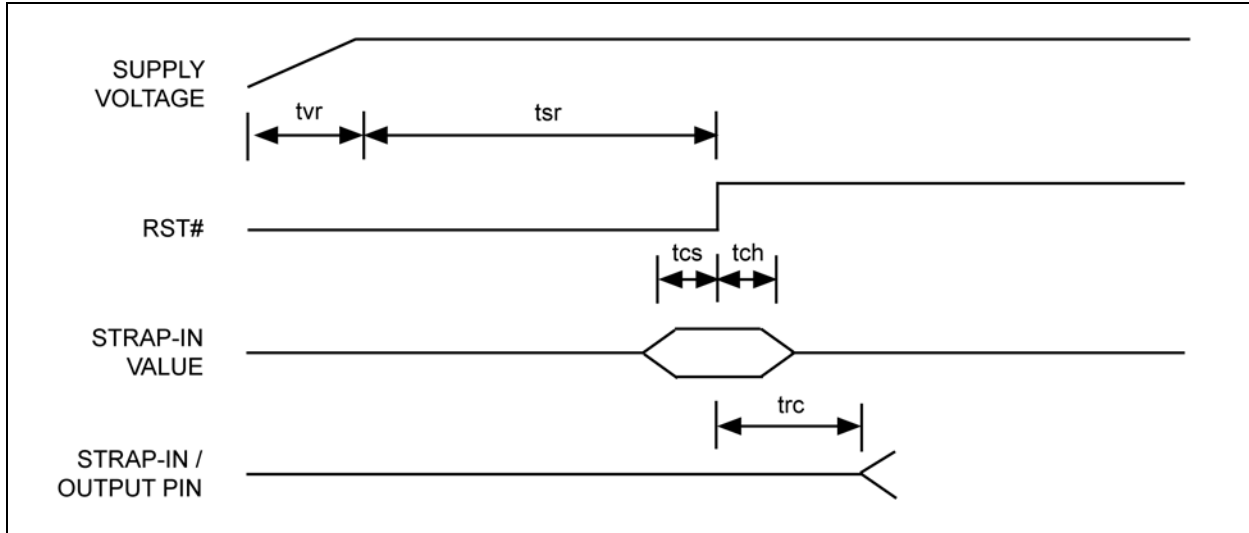 SUPPLY
VOLTAGE
tvr
tsr
RST#
tcs
tch
STRAP-IN
VALUE
trc
STRAP-IN /
OUTPUT PIN